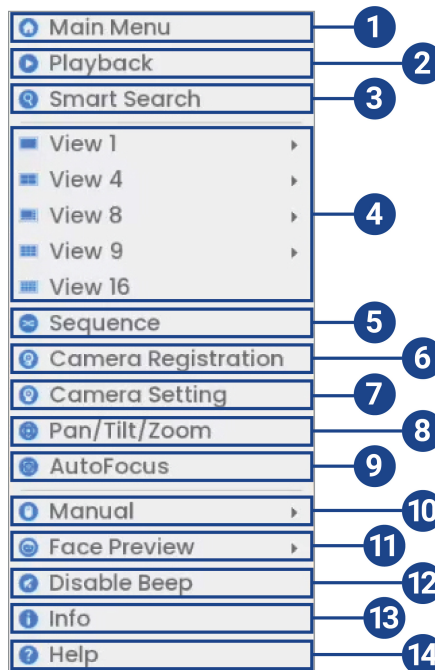 Main Menu 1
Playback 2
Smart Search 3
View 1
View 4
View 8 4
View 9
View 16
Sequence 5
Camera Registration 6
Camera Setting 7
Pan/Tilt/Zoom 8
AutoFocus 9
Manual 10
Face Preview 11
Disable Beep 12
Info 13
Help 14